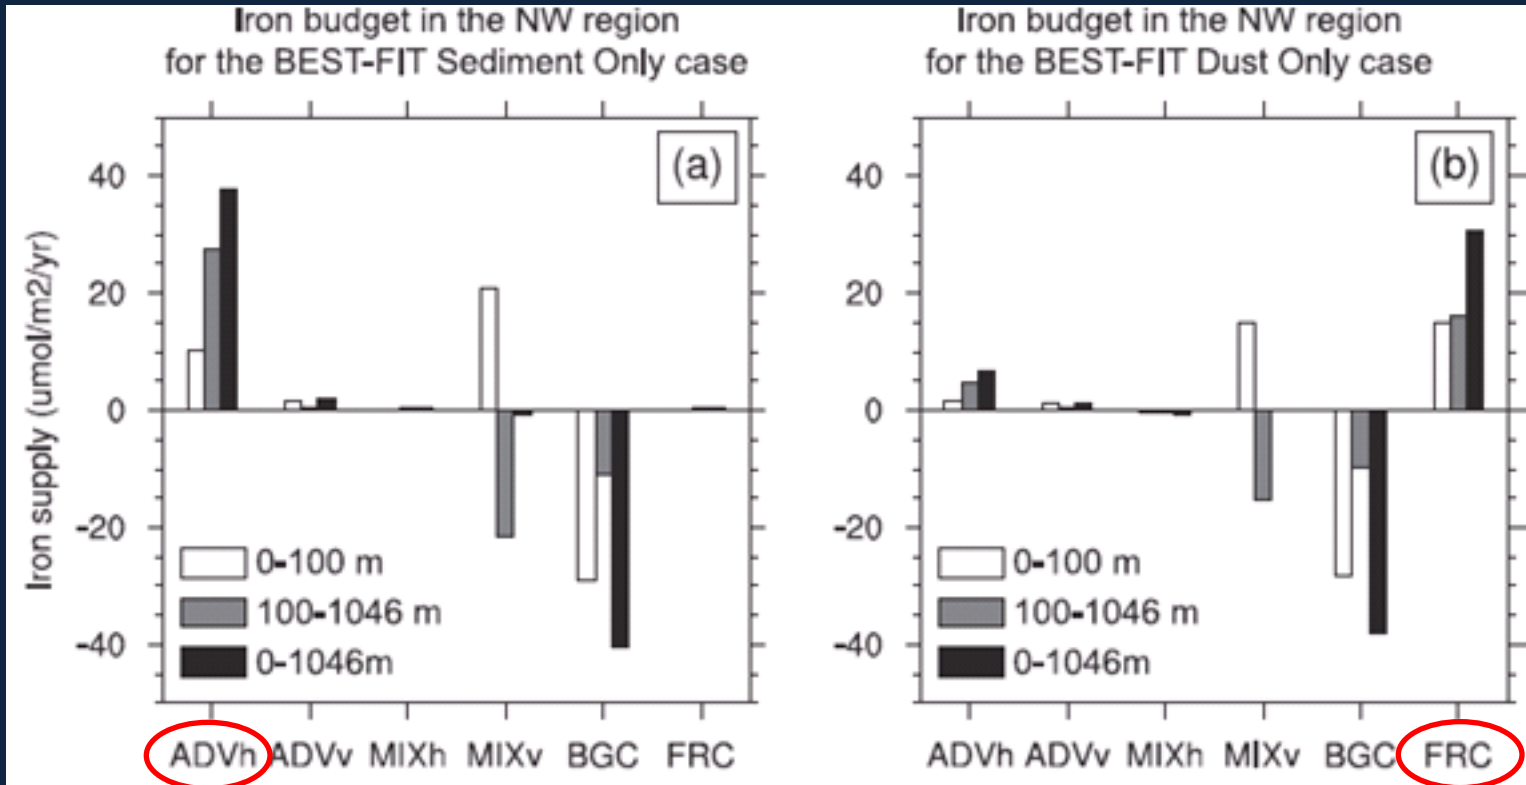 Iron budget in the NW region
for the BEST-FIT Sediment Only case
(a)
Iron supply (umol/m2/yr)
40
20
0
-20
-40
0-100 m
100-1046 m
0-1046m
ADVh ADVv MIXh MIXv BGC FRC
Iron budget in the NW region
for the BEST-FIT Dust Only case
(b)
40
20
0
-20
-40
0-100 m
100-1046 m
0-1046m
ADVh ADVv MIXh MIXv BGC FRC